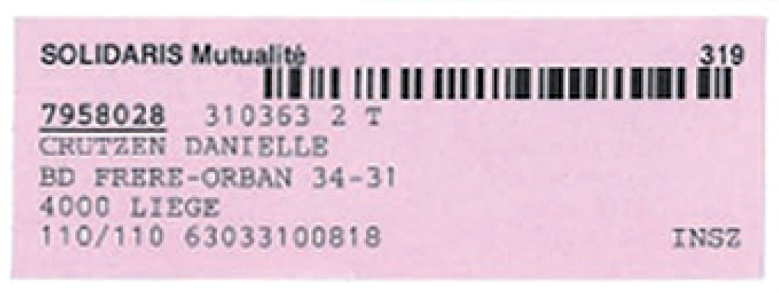 SOLIDARIS Mutualité 319
7958028 310363 2 T
CRUTZEN DANIELLE
BD FRERE-ORBAN 34-31
4000 LIEGE
110/110 63033100818 INSZ